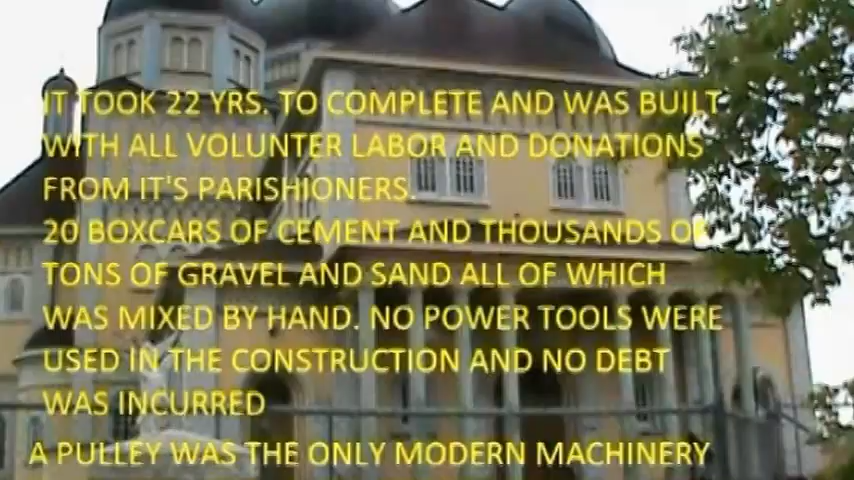 IT TOOK 22 YRS. TO COMPLETE AND WAS BUILT
WITH ALL VOLUNTER LABOR AND DONATIONS
FROM IT'S PARISHIONERS.
20 BOXCARS OF CEMENT AND THOUSANDS OF
TONS OF GRAVEL AND SAND ALL OF WHICH
WAS MIXED BY HAND. NO POWER TOOLS WERE
USED IN THE CONSTRUCTION AND NO DEBT
WAS INCURRED
A PULLEY WAS THE ONLY MODERN MACHINERY